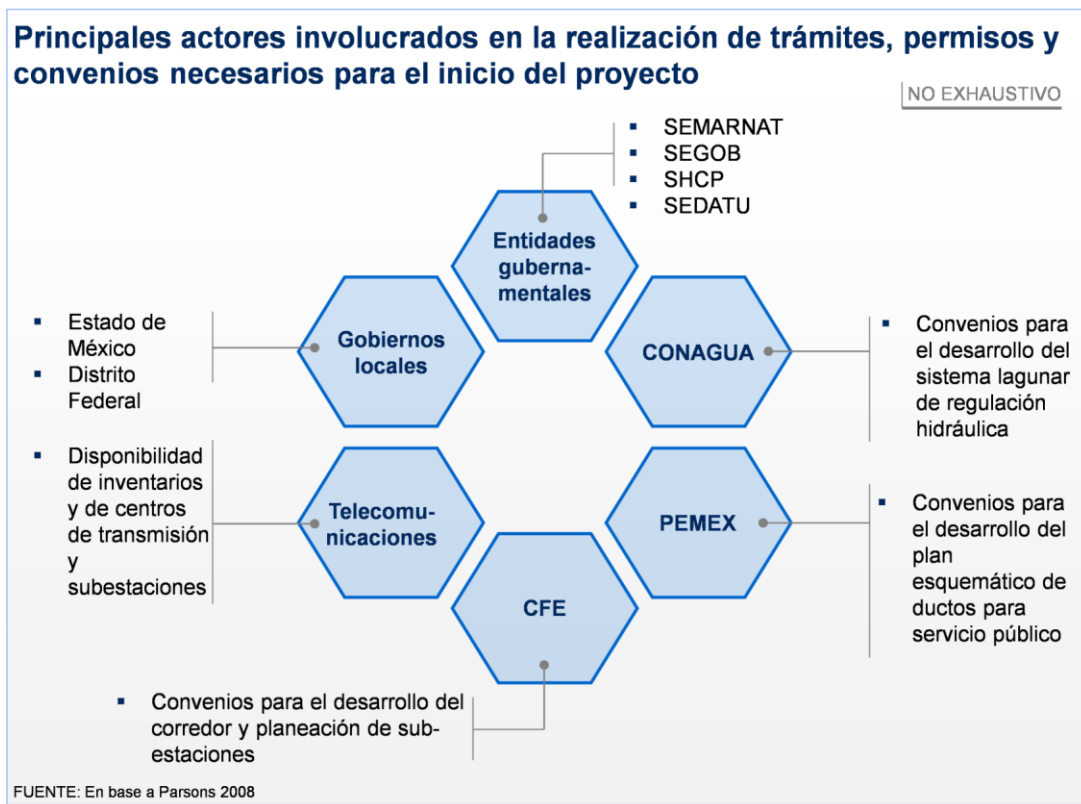 Principales actores involucrados en la realización de trámites, permisos y
convenios necesarios para el inicio del proyecto
NO EXHAUSTIVO
▪ SEMARNAT
▪ SEGOB
▪ SHCP
▪ SEDATU
Entidades
guberna-
mentales
Gobiernos
locales
▪ Estado de
México
▪ Distrito
Federal
CONAGUA
▪ Convenios para
el desarrollo del
sistema lagunar
de regulación
hidráulica
Telecomu-
nicaciones
▪ Disponibilidad
de inventarios
y de centros
de transmisión
y
subestaciones
PEMEX
▪ Convenios para
el desarrollo del
plan
esquemático de
ductos para
servicio público
CFE
▪ Convenios para el desarrollo del
corredor y planeación de sub-
estaciones
FUENTE: En base a Parsons 2008